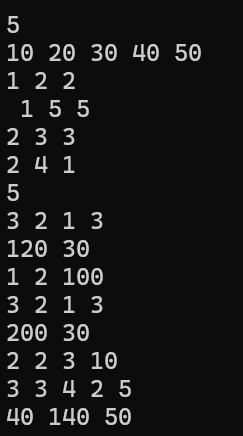 5
10 20 30 40 50
1 2 2
 1 5 5
2 3 3
2 4 1
5
3 2 1 3
120 30
1 2 100
3 2 1 3
200 30
2 2 3 10
3 3 4 2 5
40 140 50